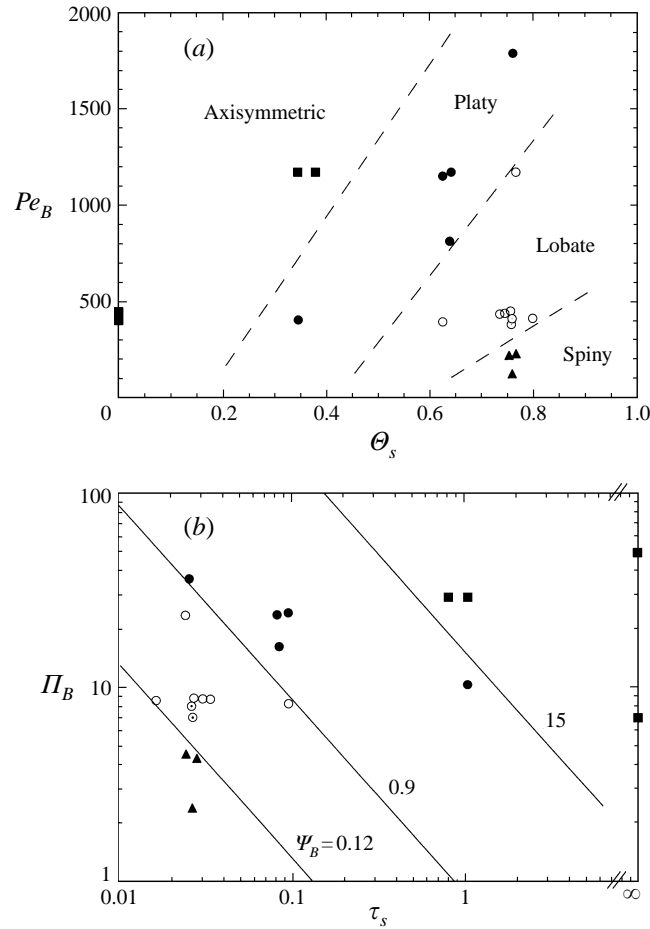 2000
(a)
Axisymmetric
Platy
1500
Pe_B
1000
Lobate
500
Spiny
0
0.2
0.4
0.6
0.8
1.0
Θ_s
100
(b)
Π_B
10
15
0.9
Ψ_B = 0.12
1
0.01
0.1
1
∞
τ_s